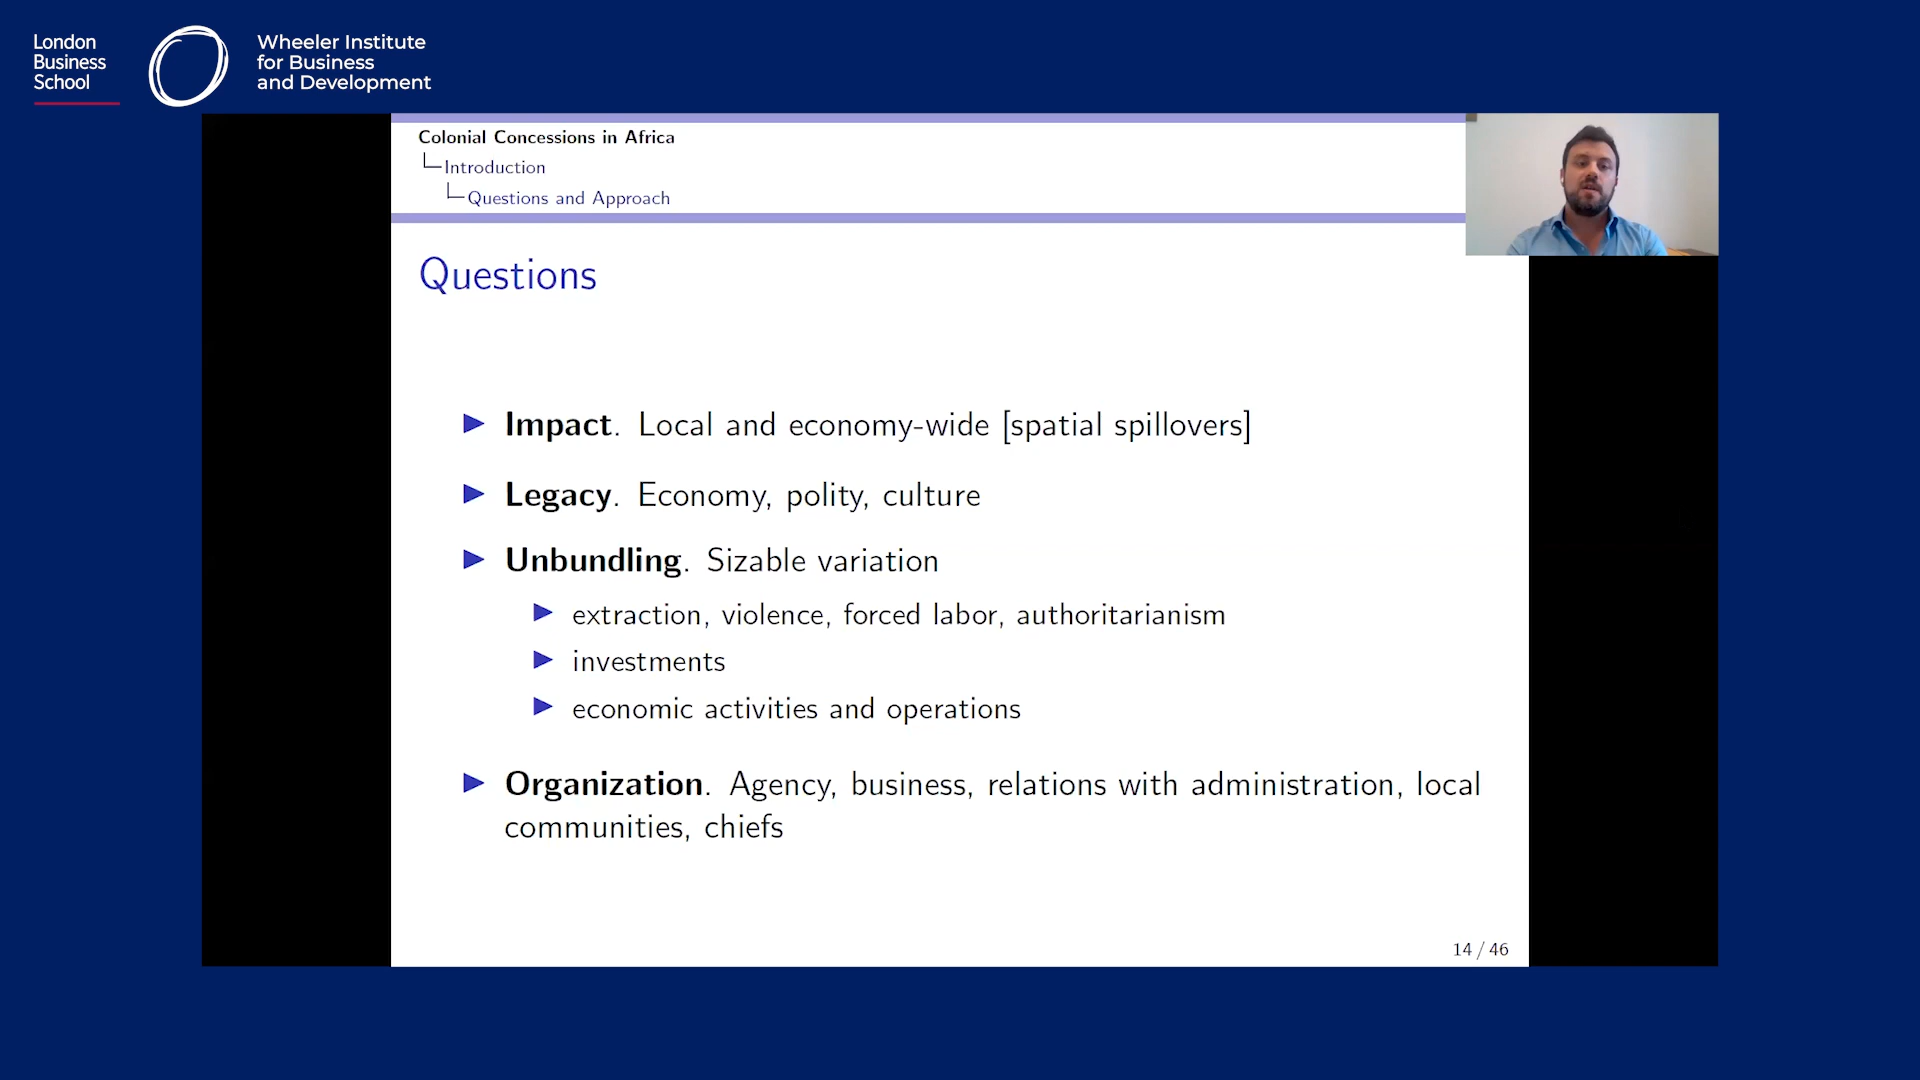 London
Business
School
Wheeler Institute
for Business
and Development
Colonial Concessions in Africa
Introduction
Questions and Approach
Questions
Impact. Local and economy-wide [spatial spillovers]
Legacy. Economy, polity, culture
Unbundling. Sizable variation
extraction, violence, forced labor, authoritarianism
investments
economic activities and operations
Organization. Agency, business, relations with administration, local
communities, chiefs
14 / 46